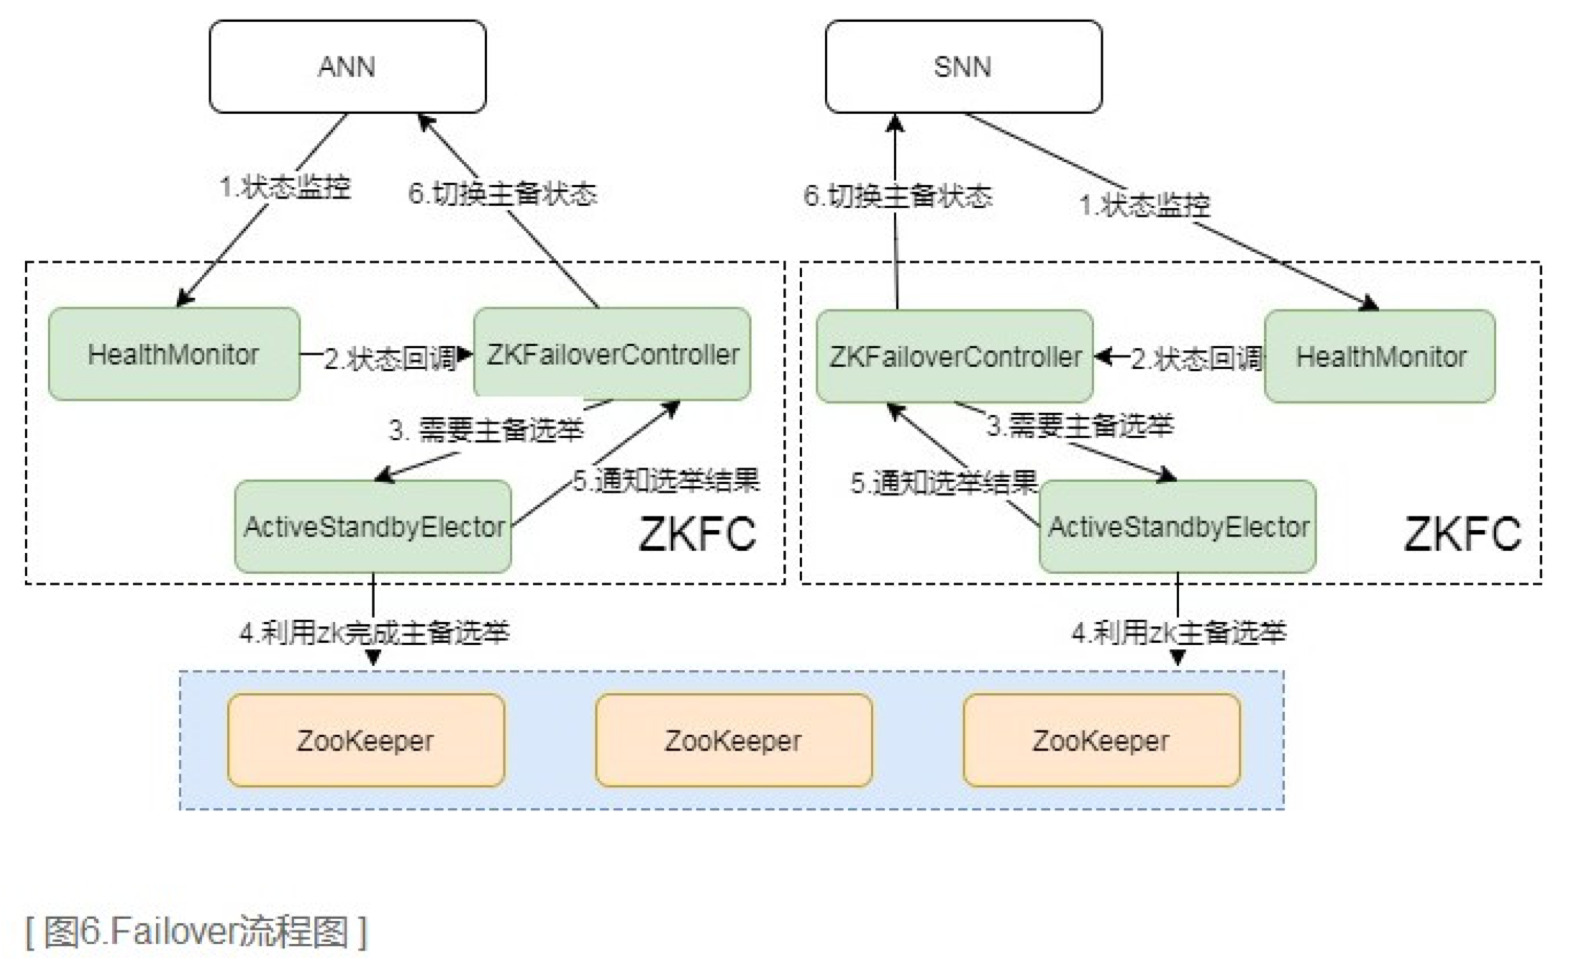 ANN
SNN
1.状态监控
6.切换主备状态
6.切换主备状态
1.状态监控
HealthMonitor
2.状态回调
ZKFailoverController
ZKFailoverController
2.状态回调
HealthMonitor
3. 需要主备选举
3.需要主备选举
5.通知选举结果
5.通知选举结果
ActiveStandbyElector
ZKFC
ActiveStandbyElector
ZKFC
4.利用zk完成主备选举
4.利用zk主备选举
ZooKeeper
ZooKeeper
ZooKeeper
[ 图6.Failover流程图 ]